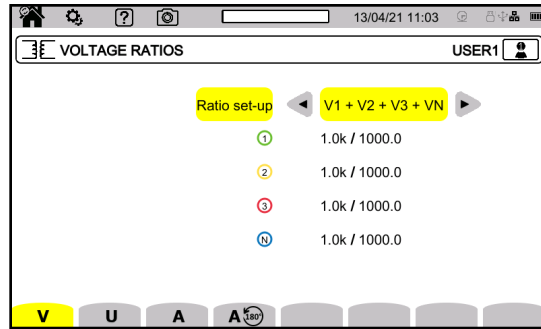 ? 13/04/21 11:03
VOLTAGE RATIOS USER1
Ratio set-up V1 + V2 + V3 + VN
1 1.0k / 1000.0
2 1.0k / 1000.0
3 1.0k / 1000.0
N 1.0k / 1000.0
V U A A 180°